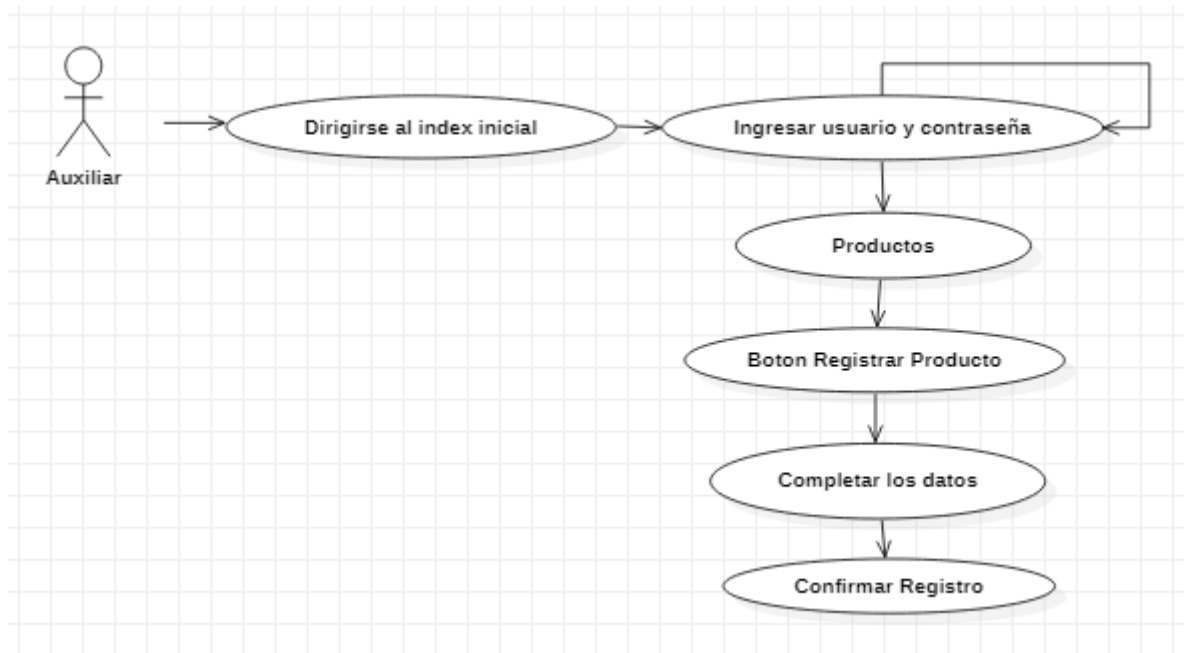 Dirigirse al index inicial
Ingresar usuario y contraseña
Auxiliar
Productos
Boton Registrar Producto
Completar los datos
Confirmar Registro